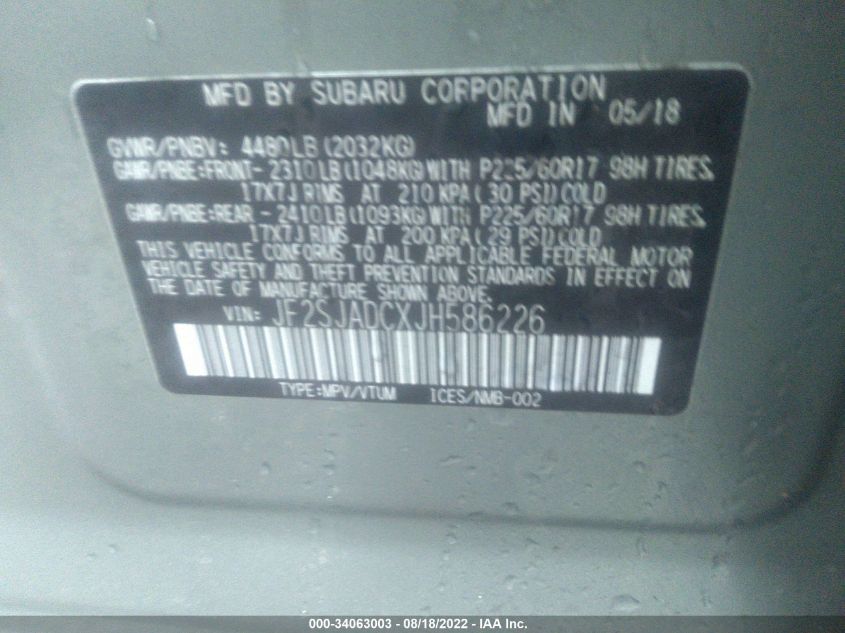 MFD BY SUBARU CORPORATION
MFD IN 05/18
GVWR/PNBV: 4480LB(2032KG)
GAWR/PNBE:FRONT-2310LB(1048KG)WITH P225/60R17 98H TIRES,
17X7J RIMS AT 210 KPA( 30 PSI)COLD
GAWR/PNBE:REAR -2410LB(1093KG)WITH P225/60R17 98H TIRES,
17X7J RIMS AT 200 KPA( 29 PSI)COLD
THIS VEHICLE CONFORMS TO ALL APPLICABLE FEDERAL MOTOR
VEHICLE SAFETY AND THEFT PREVENTION STANDARDS IN EFFECT ON
THE DATE OF MANUFACTURE SHOWN ABOVE.
VIN: JF2SJADCXJH586226
TYPE:MPV/VTUM ICES/NMB-002
000-34063003 / 08/18/2022 - IAA Inc.